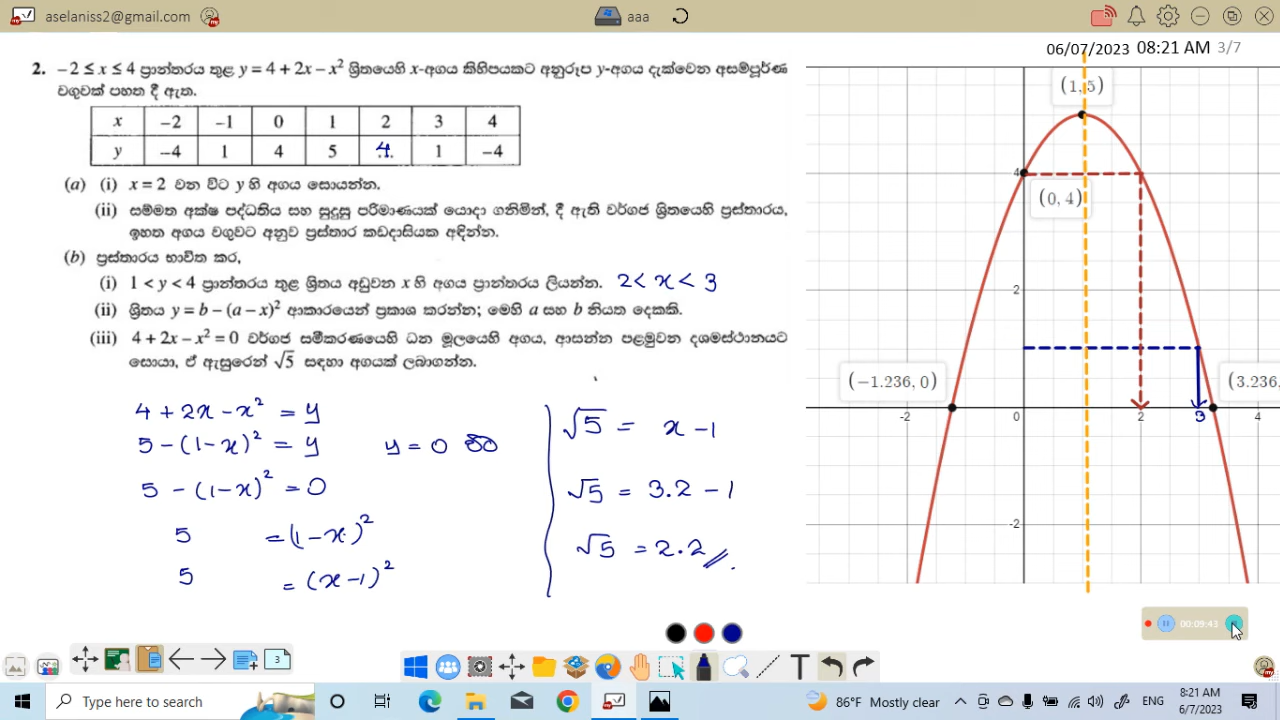 aselaniss2@gmail.com
aaa
06/07/2023 08:21 AM 3/7
2. −2 ≤ x ≤ 4 ප්‍රාන්තරය තුළ y = 4 + 2x − x² ශ්‍රිතයෙහි x-අගය කිහිපයකට අනුරූප y-අගය දැක්වෙන අසම්පූර්ණ
වගුවක් පහත දී ඇත.
x −2 −1 0 1 2 3 4
y −4 1 4 5 4 1 −4
(a) (i) x = 2 වන විට y හි අගය සොයන්න.
(ii) සම්මත අක්ෂ පද්ධතිය සහ සුදුසු පරිමාණයක් යොදා ගනිමින්, දී ඇති වර්ගජ ශ්‍රිතයෙහි ප්‍රස්තාරය,
ඉහත අගය වගුවට අනුව ප්‍රස්තාර කඩදාසියක අඳින්න.
(b) ප්‍රස්තාරය භාවිත කර,
(i) 1 < y < 4 ප්‍රාන්තරය තුළ ශ්‍රිතය අඩුවන x හි අගය ප්‍රාන්තරය ලියන්න. 2 < x < 3
(ii) ශ්‍රිතය y = b − (a − x)² ආකාරයෙන් ප්‍රකාශ කරන්න; මෙහි a සහ b නියත දෙකකි.
(iii) 4 + 2x − x² = 0 වර්ගජ සමීකරණයෙහි ධන මූලයෙහි අගය, ආසන්න පළමුවන දශමස්ථානයට
සොයා, ඒ ඇසුරෙන් √5 සඳහා අගයක් ලබාගන්න.
4 + 2x − x² = y
5 − (1 − x)² = y y = 0 විට
5 − (1 − x)² = 0
5 = (1 − x)²
5 = (x − 1)²
√5 = x − 1
√5 = 3.2 − 1
√5 = 2.2
(1, 5)
4
(0, 4)
2
(−1.236, 0)
(3.236,
-2 0 2 3 4
-2
00:09:43
3
T
Type here to search
86°F Mostly clear
ENG
8:21 AM
6/7/2023